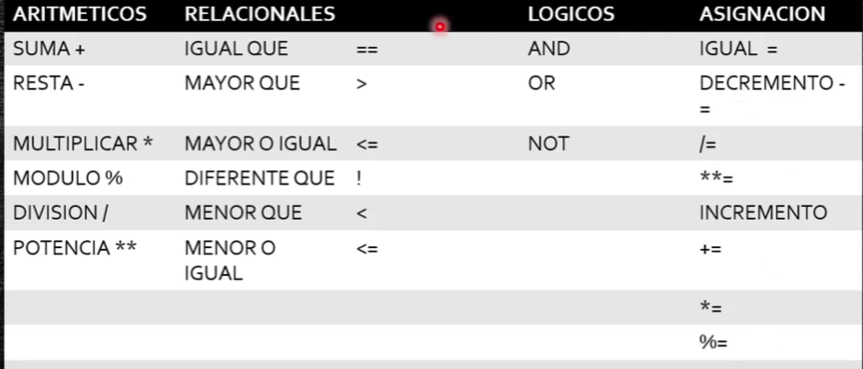 ARITMETICOS RELACIONALES LOGICOS ASIGNACION
SUMA + IGUAL QUE == AND IGUAL =
RESTA - MAYOR QUE > OR DECREMENTO -
=
MULTIPLICAR * MAYOR O IGUAL <= NOT /=
MODULO % DIFERENTE QUE ! **=
DIVISION / MENOR QUE < INCREMENTO
POTENCIA ** MENOR O <= +=
IGUAL
*=
%=